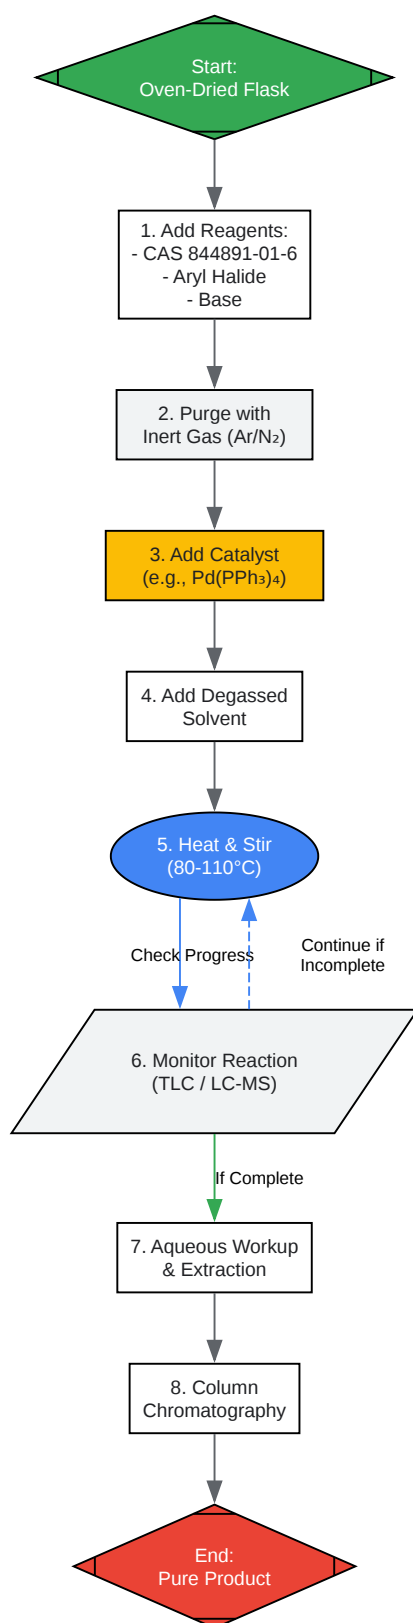 Start:
Oven-Dried Flask
1. Add Reagents:
- CAS 844891-01-6
- Aryl Halide
- Base
2. Purge with
Inert Gas (Ar/N₂)
3. Add Catalyst
(e.g., Pd(PPh₃)₄)
4. Add Degassed
Solvent
5. Heat & Stir
(80-110°C)
Check Progress
Continue if
Incomplete
6. Monitor Reaction
(TLC / LC-MS)
If Complete
7. Aqueous Workup
& Extraction
8. Column
Chromatography
End:
Pure Product